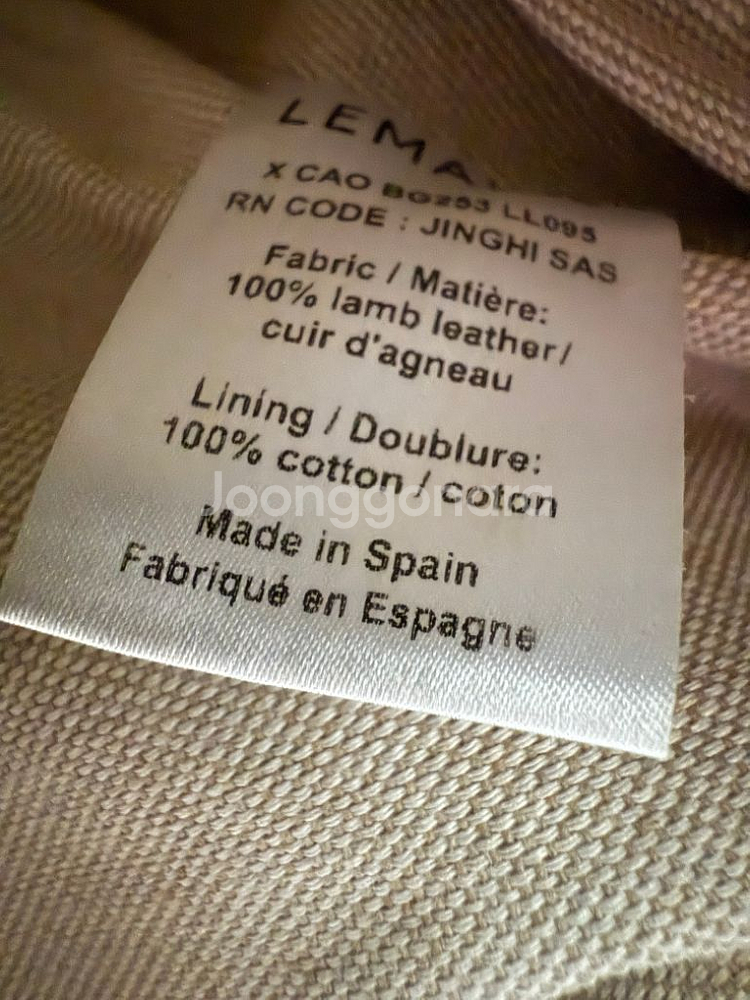 LEMA
X CAO BG253 LL095
RN CODE : JINGHI SAS
Fabric / Matière:
100% lamb leather/
cuir d'agneau
Lining / Doublure:
100% cotton / coton
Joonggonara
Made in Spain
Fabriqué en Espagne